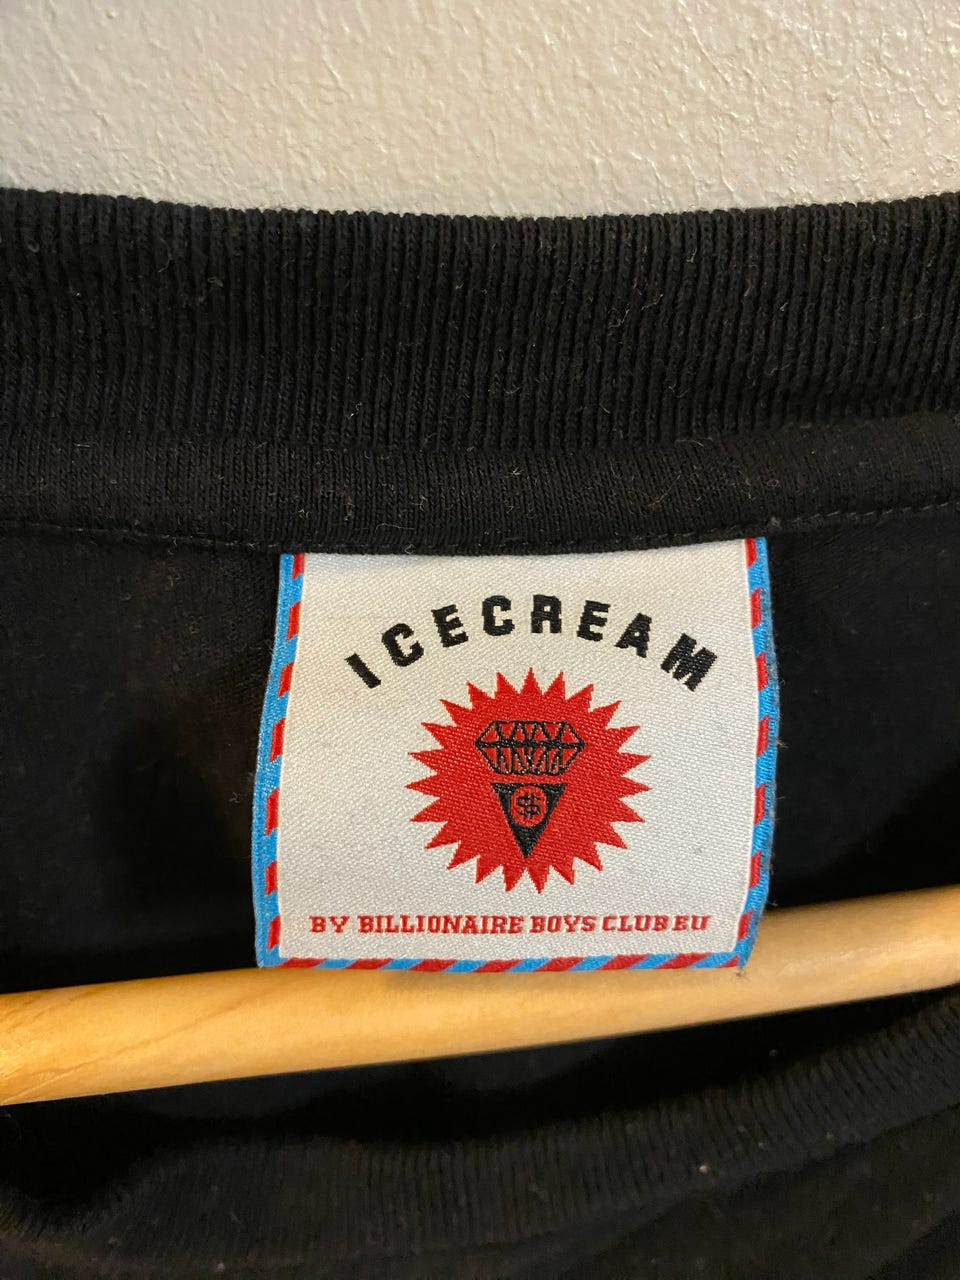 ICECREAM
$
BY BILLIONAIRE BOYS CLUB EU